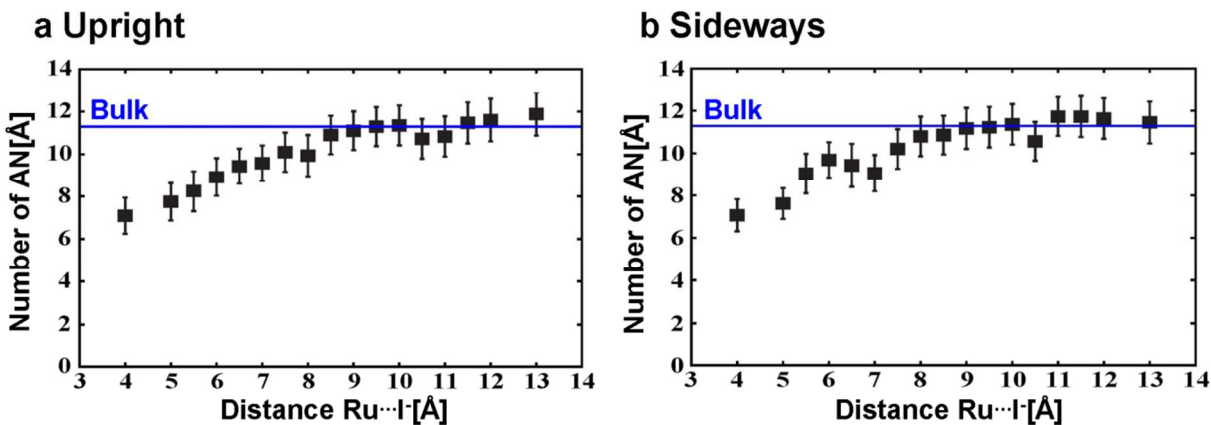 a Upright
b Sideways
Number of AN[Å]
14
12
10
8
6
4
2
0
Bulk
3 4 5 6 7 8 9 10 11 12 13 14
Distance Ru···I⁻[Å]
Number of AN[Å]
14
12
10
8
6
4
2
0
Bulk
3 4 5 6 7 8 9 10 11 12 13 14
Distance Ru···I⁻[Å]